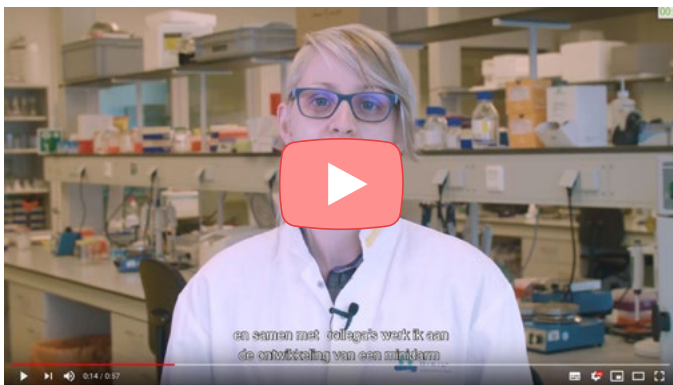 en samen met collega's werk ik aan
de ontwikkeling van een minidarm
0:14 / 0:57